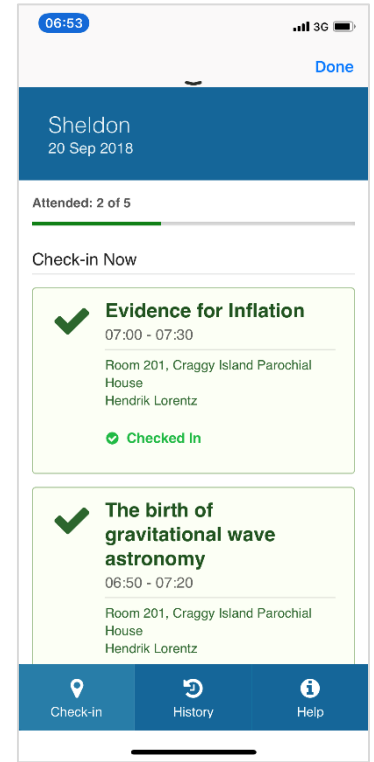 06:53
3G
Done
Sheldon
20 Sep 2018
Attended: 2 of 5
Check-in Now
Evidence for Inflation
07:00 - 07:30
Room 201, Craggy Island Parochial
House
Hendrik Lorentz
Checked In
The birth of
gravitational wave
astronomy
06:50 - 07:20
Room 201, Craggy Island Parochial
House
Hendrik Lorentz
Check-in
History
Help